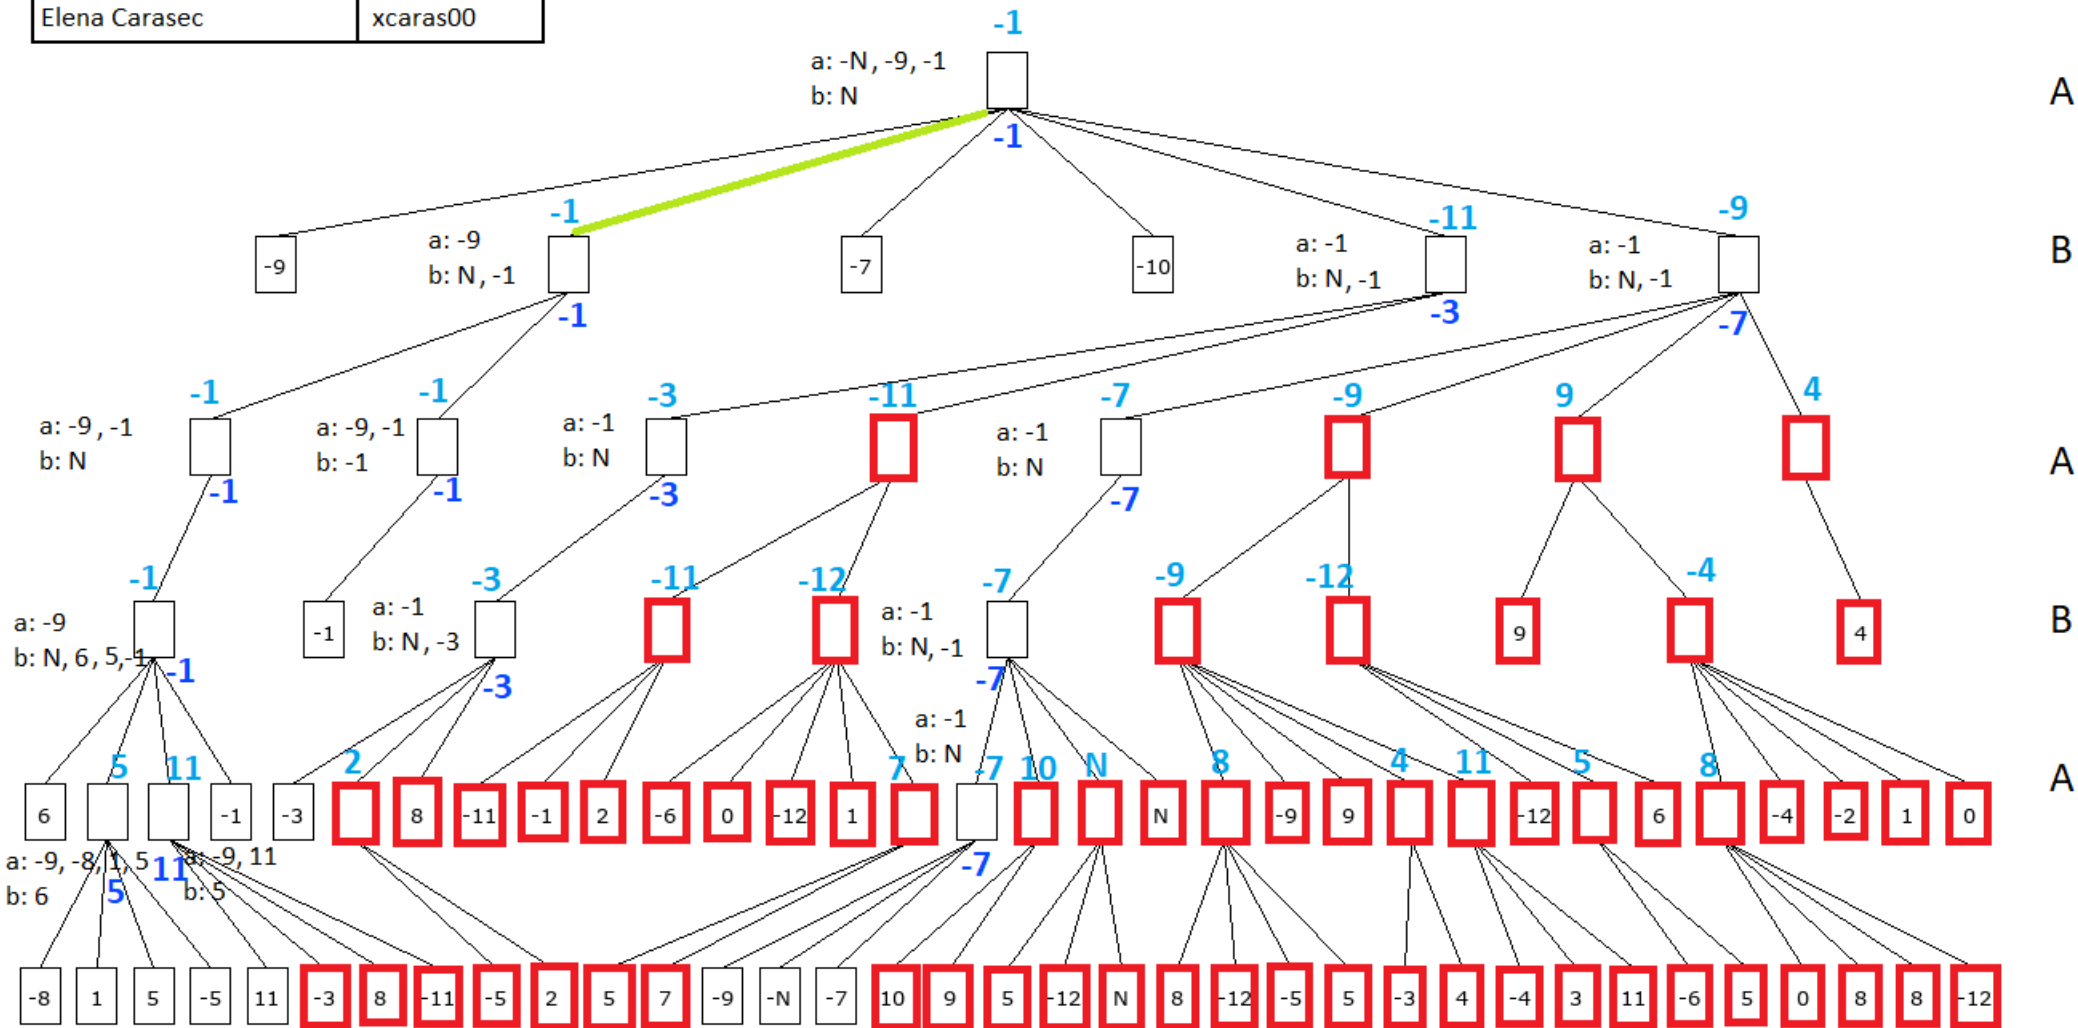 Elena Carasec xcaras00
-1
a: -N, -9, -1
b: N
A
-1
-1
-11
-9
a: -9
b: N, -1
a: -1
b: N, -1
a: -1
b: N, -1
B
-9
-7
-10
-1
-3
-7
-1
-1
-3
-11
-7
-9
9
4
a: -9, -1
b: N
a: -9, -1
b: -1
a: -1
b: N
a: -1
b: N
A
-1
-1
-3
-7
-1
-3
-11
-12
-7
-9
-12
-4
a: -9
b: N, 6, 5, -1
a: -1
b: N, -3
a: -1
b: N, -1
B
-1
9
4
-1
-3
-7
a: -1
b: N
5 11 2 7 -7 10 N 8 4 11 5 8
A
6 -1 -3 8 -11 -1 2 -6 0 -12 1 N -9 9 -12 6 -4 -2 1 0
a: -9, -8, 1, 5
b: 6
5
11
a: -9, 11
b: 5
-7
-8 1 5 -5 11 -3 8 -11 -5 2 5 7 -9 -N -7 10 9 5 -12 N 8 -12 -5 5 -3 4 -4 3 11 -6 5 0 8 8 -12